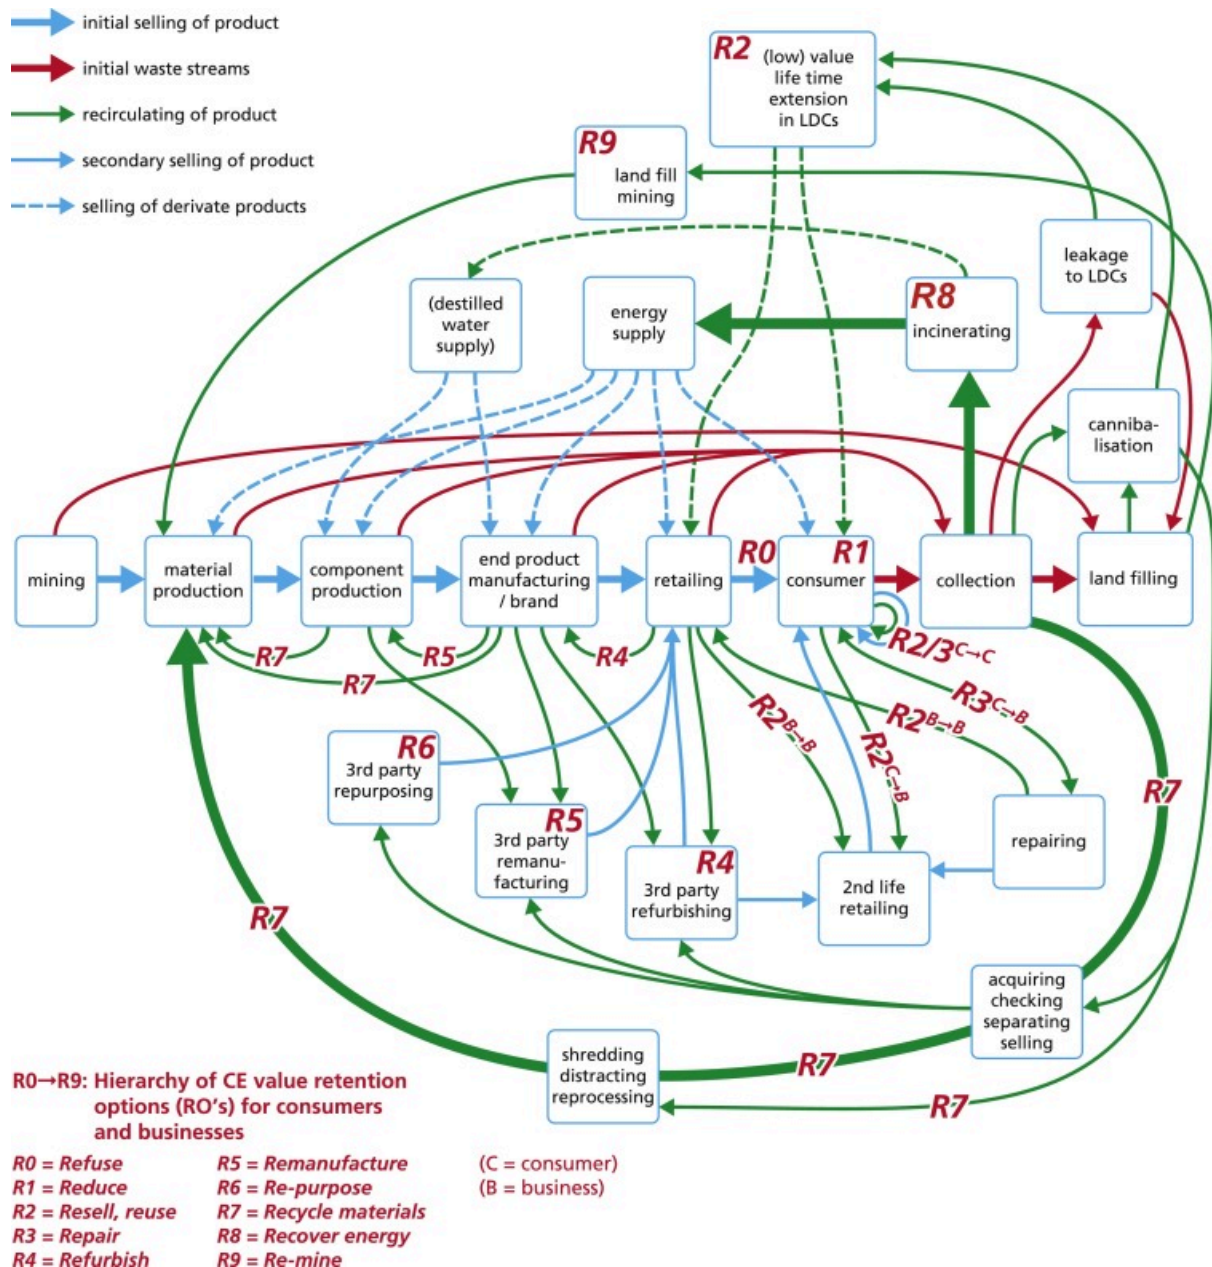 initial selling of product
initial waste streams
recirculating of product
secondary selling of product
selling of derivate products
R2 (low) value
life time
extension
in LDCs
R9
land fill
mining
leakage
to LDCs
(destilled
water
supply)
energy
supply
R8
incinerating
canniba-
lisation
mining
material
production
component
production
end product
manufacturing
/ brand
retailing
R0
R1
consumer
collection
land filling
R7
R5
R7
R4
R2/3 C→C
R3 C→B
R2 B→B
R2 B→B
R2 C→B
R6
3rd party
repurposing
R5
3rd party
remanu-
facturing
R4
3rd party
refurbishing
2nd life
retailing
repairing
R7
R7
acquiring
checking
separating
selling
shredding
distracting
reprocessing
R7
R7
R0→R9: Hierarchy of CE value retention
options (RO's) for consumers
and businesses
R0 = Refuse
R1 = Reduce
R2 = Resell, reuse
R3 = Repair
R4 = Refurbish
R5 = Remanufacture
R6 = Re-purpose
R7 = Recycle materials
R8 = Recover energy
R9 = Re-mine
(C = consumer)
(B = business)